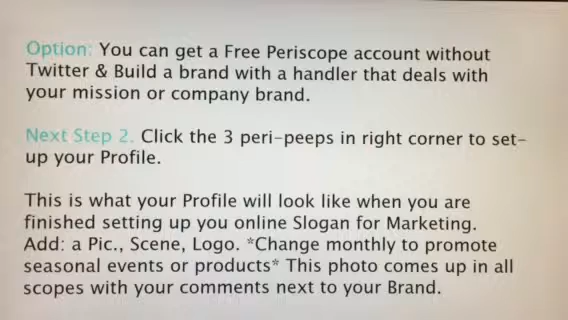 Option: You can get a Free Periscope account without
Twitter & Build a brand with a handler that deals with
your mission or company brand.
Next Step 2. Click the 3 peri-peeps in right corner to set-
up your Profile.
This is what your Profile will look like when you are
finished setting up you online Slogan for Marketing.
Add: a Pic., Scene, Logo. *Change monthly to promote
seasonal events or products* This photo comes up in all
scopes with your comments next to your Brand.